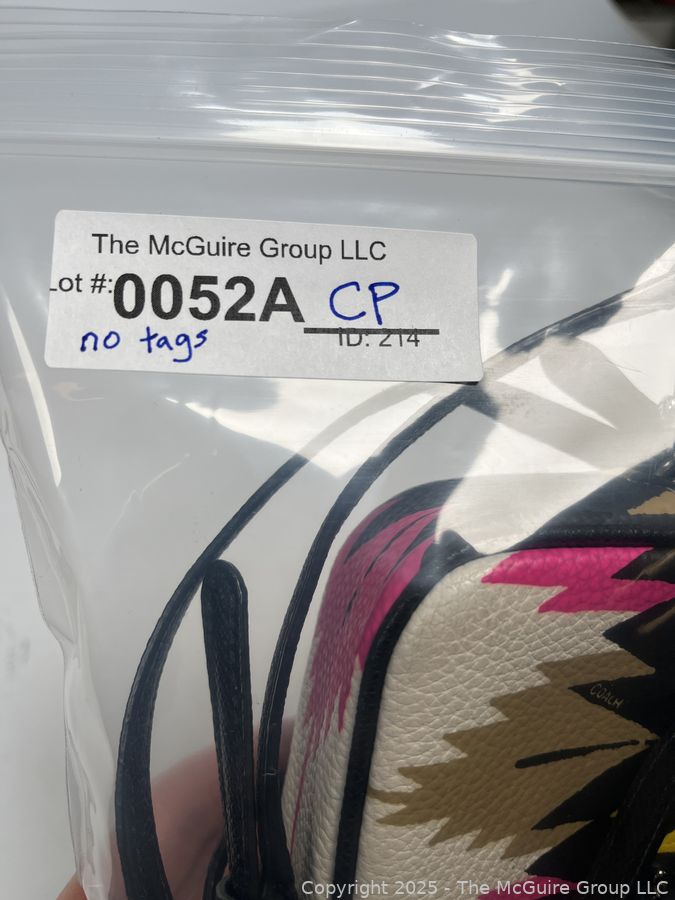 The McGuire Group LLC
Lot #: 0052A CP
no tags ID: 214
COACH
Copyright 2025 - The McGuire Group LLC